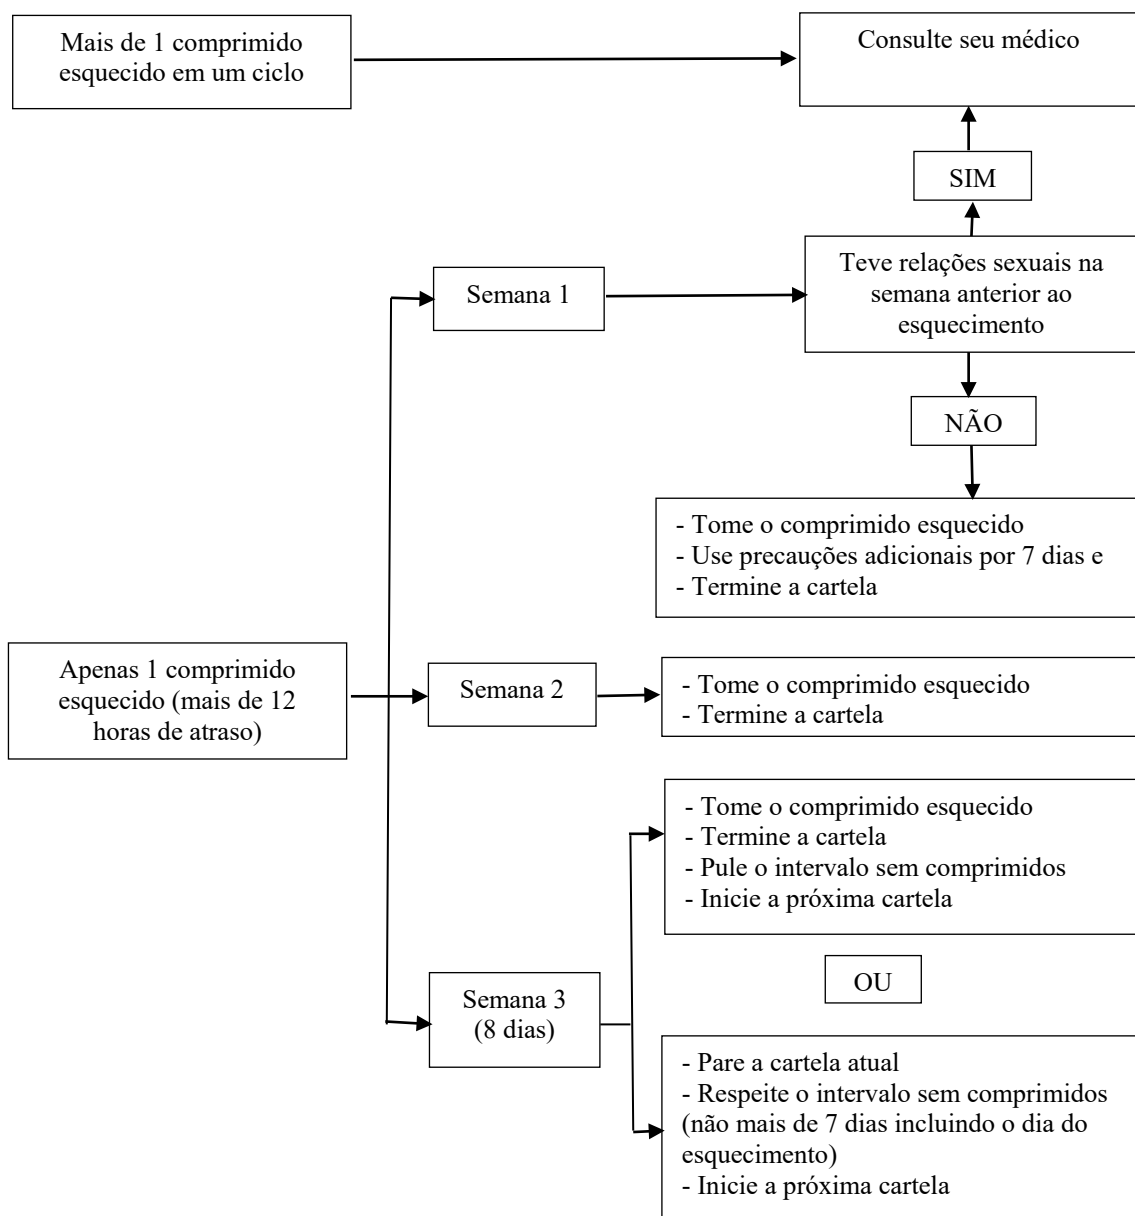 Mais de 1 comprimido
esquecido em um ciclo
Consulte seu médico
SIM
Teve relações sexuais na
semana anterior ao
esquecimento
Semana 1
NÃO
- Tome o comprimido esquecido
- Use precauções adicionais por 7 dias e
- Termine a cartela
Apenas 1 comprimido
esquecido (mais de 12
horas de atraso)
Semana 2
- Tome o comprimido esquecido
- Termine a cartela
- Tome o comprimido esquecido
- Termine a cartela
- Pule o intervalo sem comprimidos
- Inicie a próxima cartela
OU
Semana 3
(8 dias)
- Pare a cartela atual
- Respeite o intervalo sem comprimidos
(não mais de 7 dias incluindo o dia do
esquecimento)
- Inicie a próxima cartela